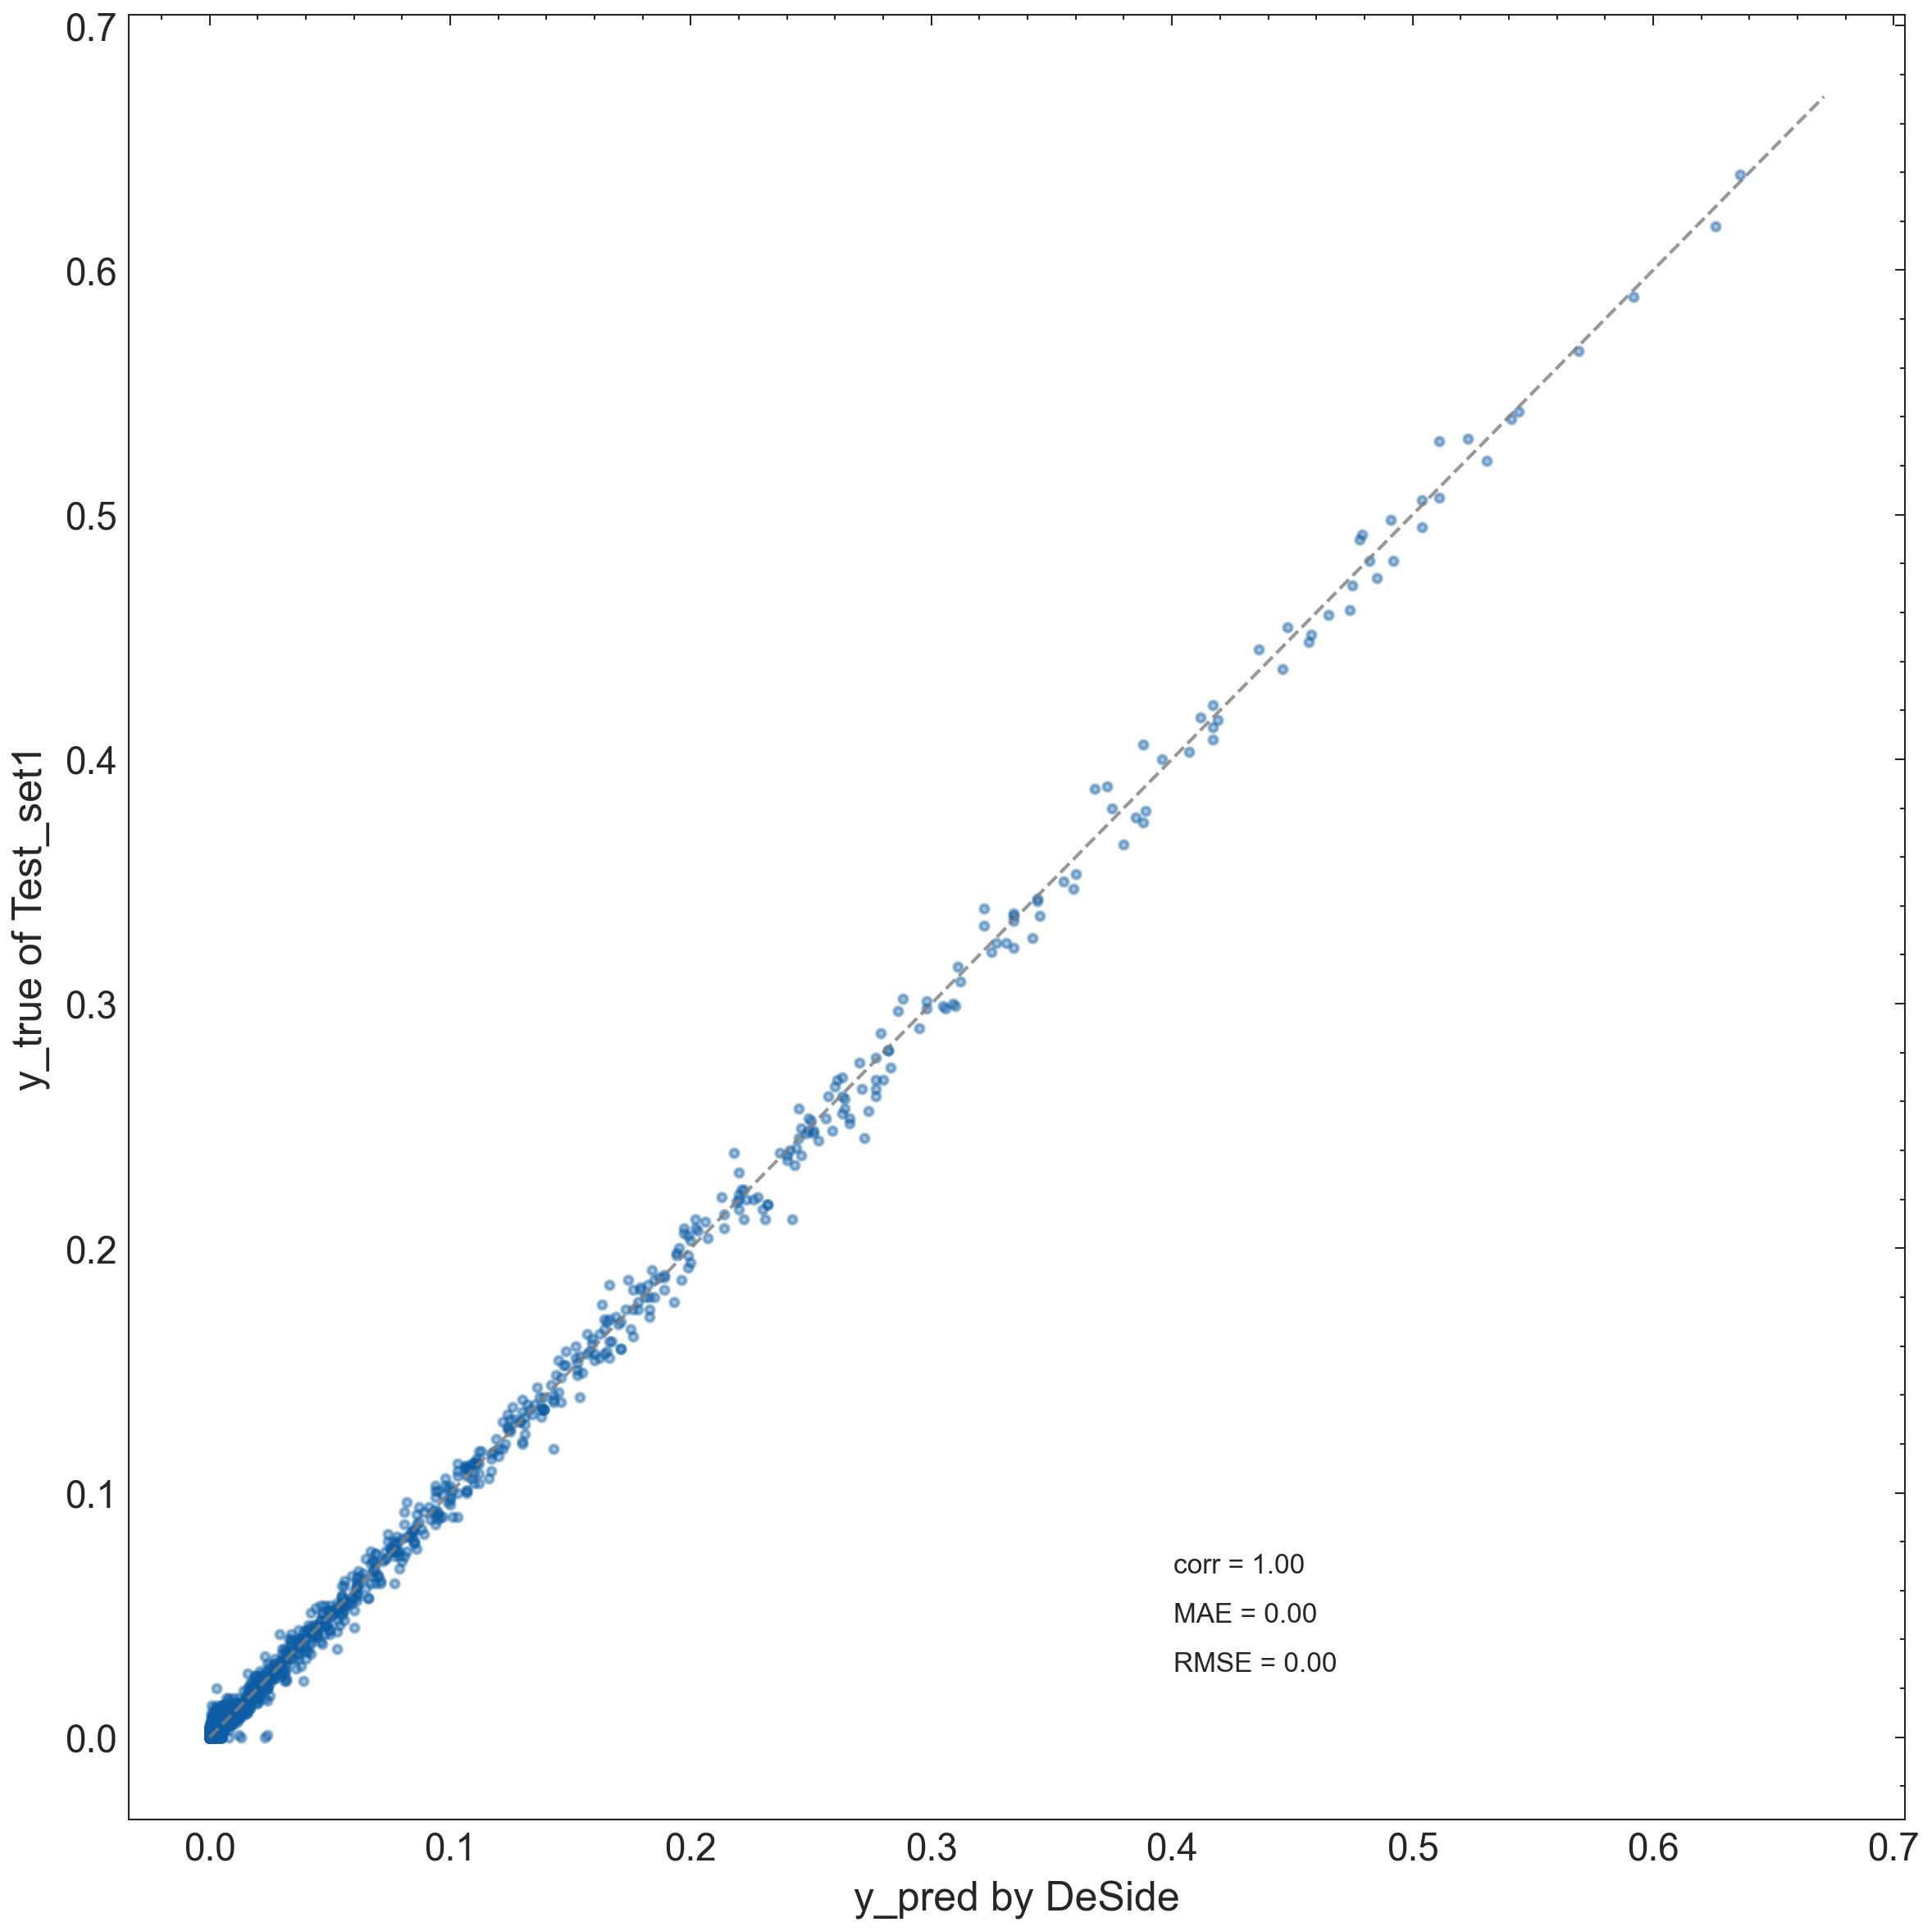 0.7
0.6
0.5
0.4
0.3
0.2
0.1
0.0
y_true of Test_set1
corr = 1.00
MAE = 0.00
RMSE = 0.00
0.0 0.1 0.2 0.3 0.4 0.5 0.6 0.7
y_pred by DeSide